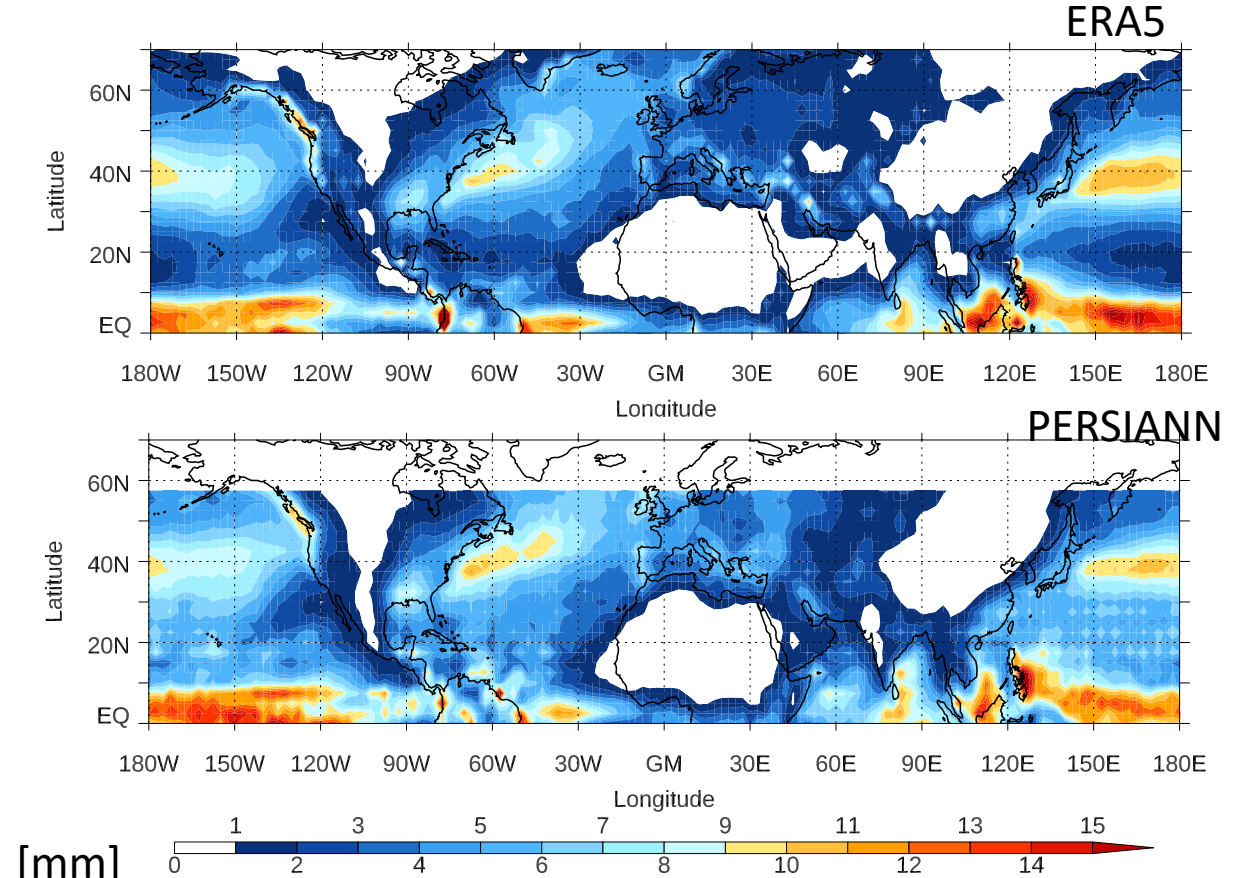 ERA5
60N
40N
20N
EQ
Latitude
180W 150W 120W 90W 60W 30W GM 30E 60E 90E 120E 150E 180E
Longitude
PERSIANN
60N
40N
20N
EQ
Latitude
180W 150W 120W 90W 60W 30W GM 30E 60E 90E 120E 150E 180E
Longitude
1 3 5 7 9 11 13 15
[mm]
0 2 4 6 8 10 12 14